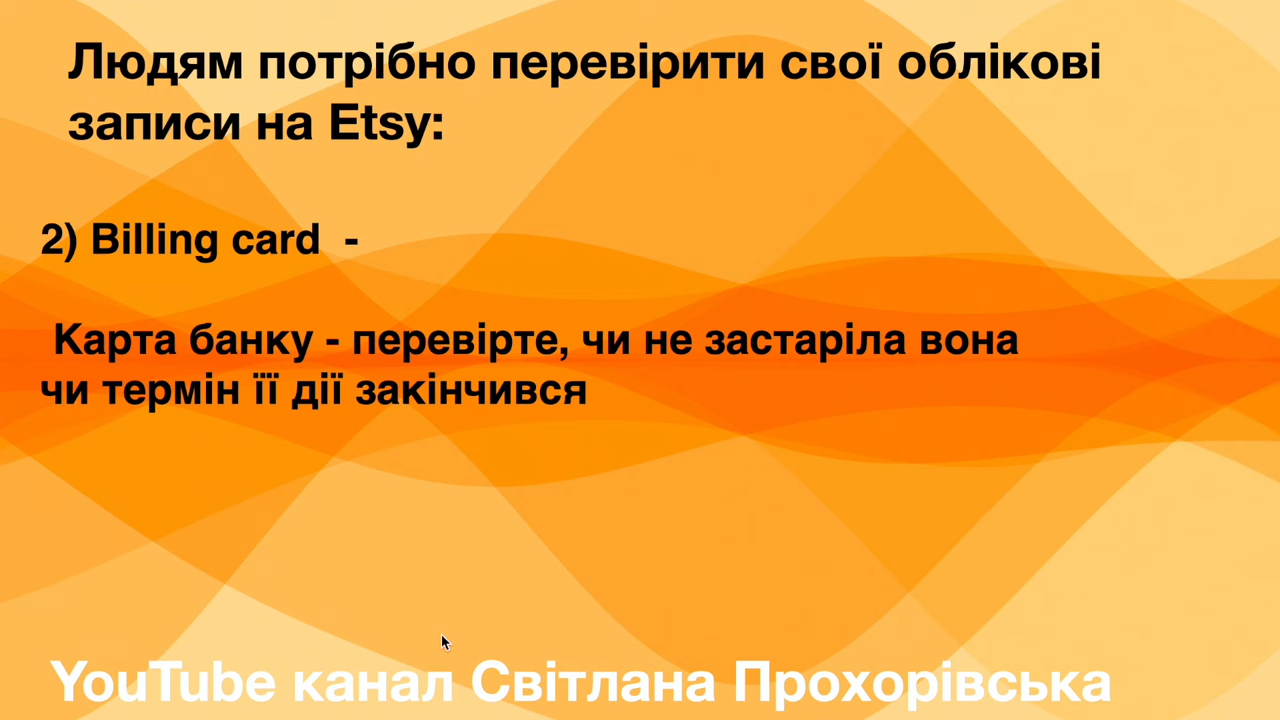 Людям потрібно перевірити свої облікові
записи на Etsy:
2) Billing card -
Карта банку - перевірте, чи не застаріла вона
чи термін її дії закінчився
YouTube канал Світлана Прохорівська